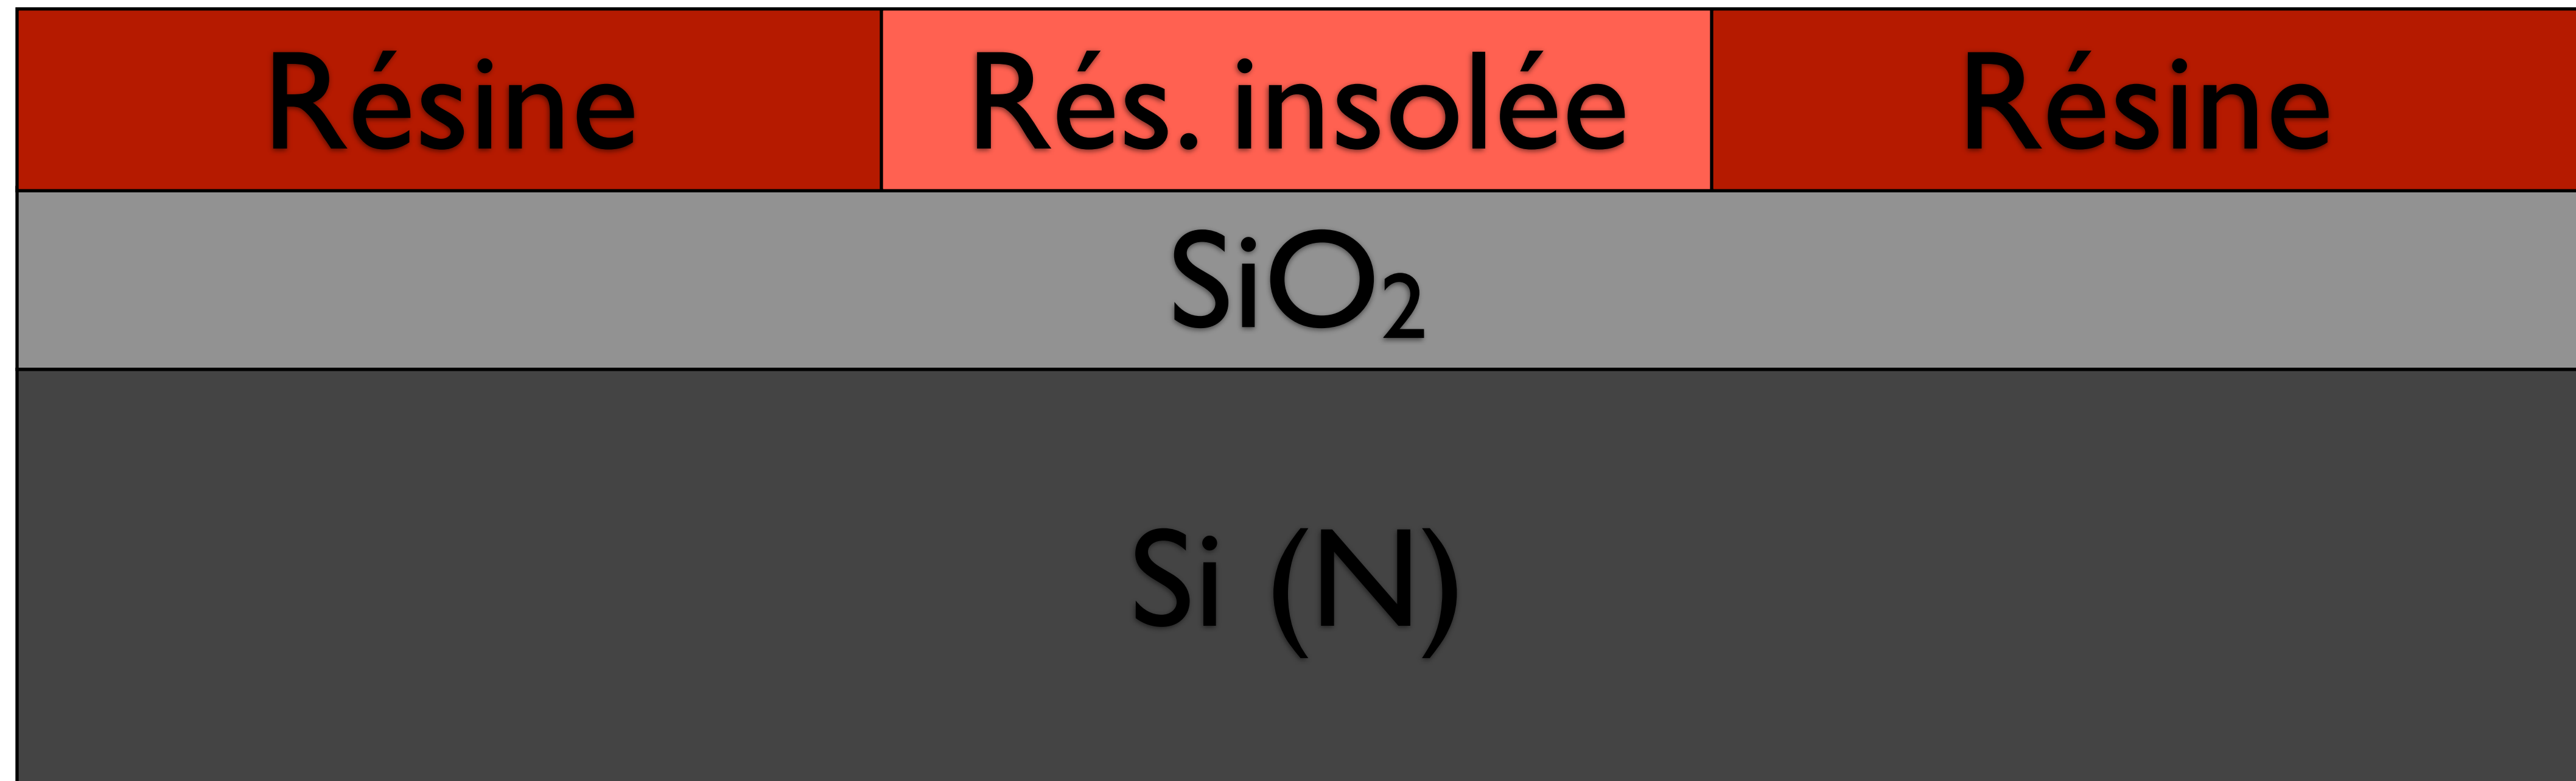 Résine Rés. insolée Résine
SiO₂
Si (N)